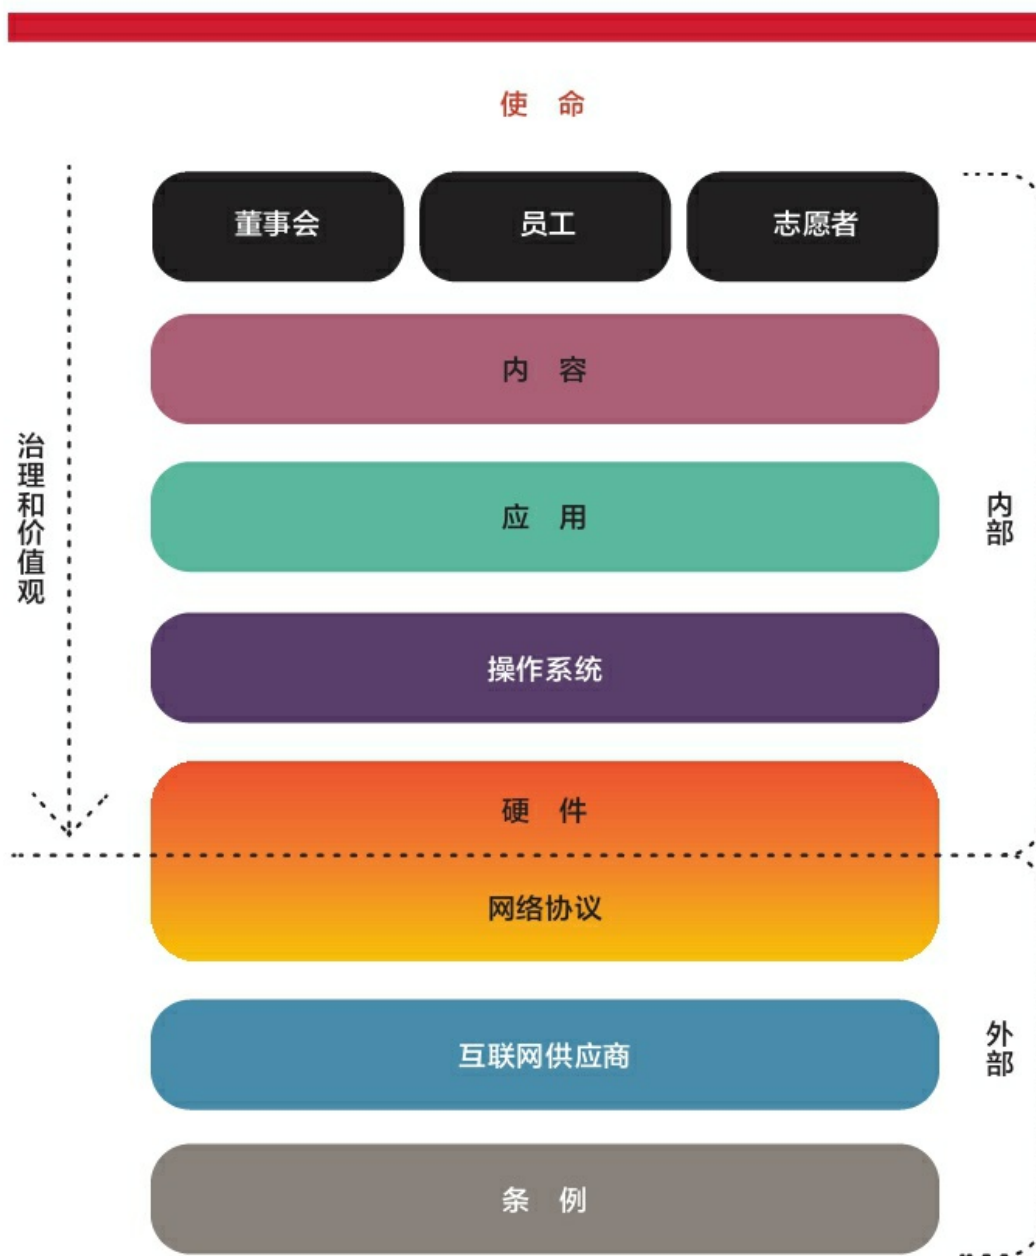 使 命
董事会 员工 志愿者
内 容
治理和价值观
应 用
内部
操作系统
硬 件
网络协议
外部
互联网供应商
条 例